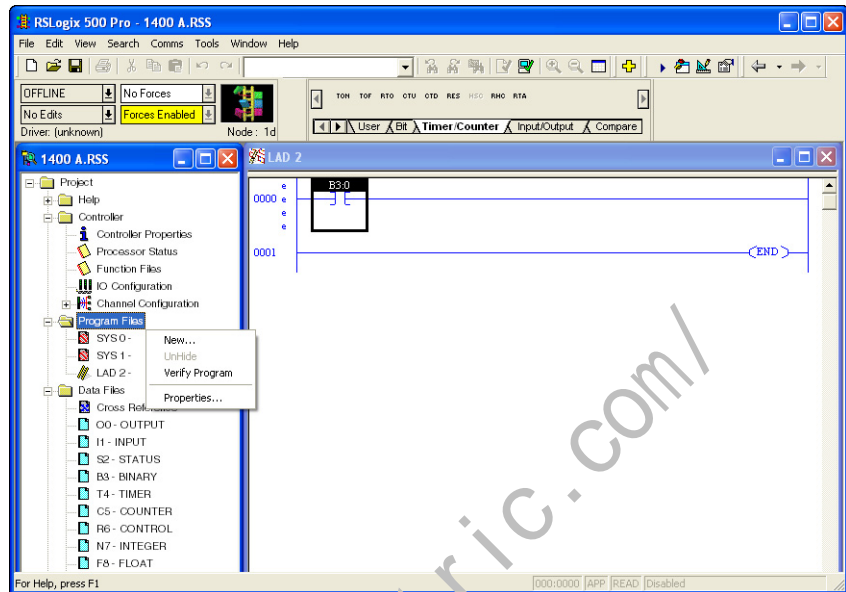 RSLogix 500 Pro - 1400 A.RSS
File Edit View Search Comms Tools Window Help
OFFLINE No Forces
No Edits Forces Enabled
Driver: (unknown) Node : 1d
TON TOF RTO CTU CTD RES HSC RHC RTA
User Bit Timer/Counter Input/Output Compare
1400 A.RSS
Project
Help
Controller
Controller Properties
Processor Status
Function Files
IO Configuration
Channel Configuration
Program Files
SYS 0 -
SYS 1 -
LAD 2 -
Data Files
Cross Refe
O0 - OUTPUT
I1 - INPUT
S2 - STATUS
B3 - BINARY
T4 - TIMER
C5 - COUNTER
R6 - CONTROL
N7 - INTEGER
F8 - FLOAT
New...
UnHide
Verify Program
Properties...
LAD 2
e
B3:0
0000 e
e
e
0001 END
ric.com/
For Help, press F1
000:0000 APP READ Disabled